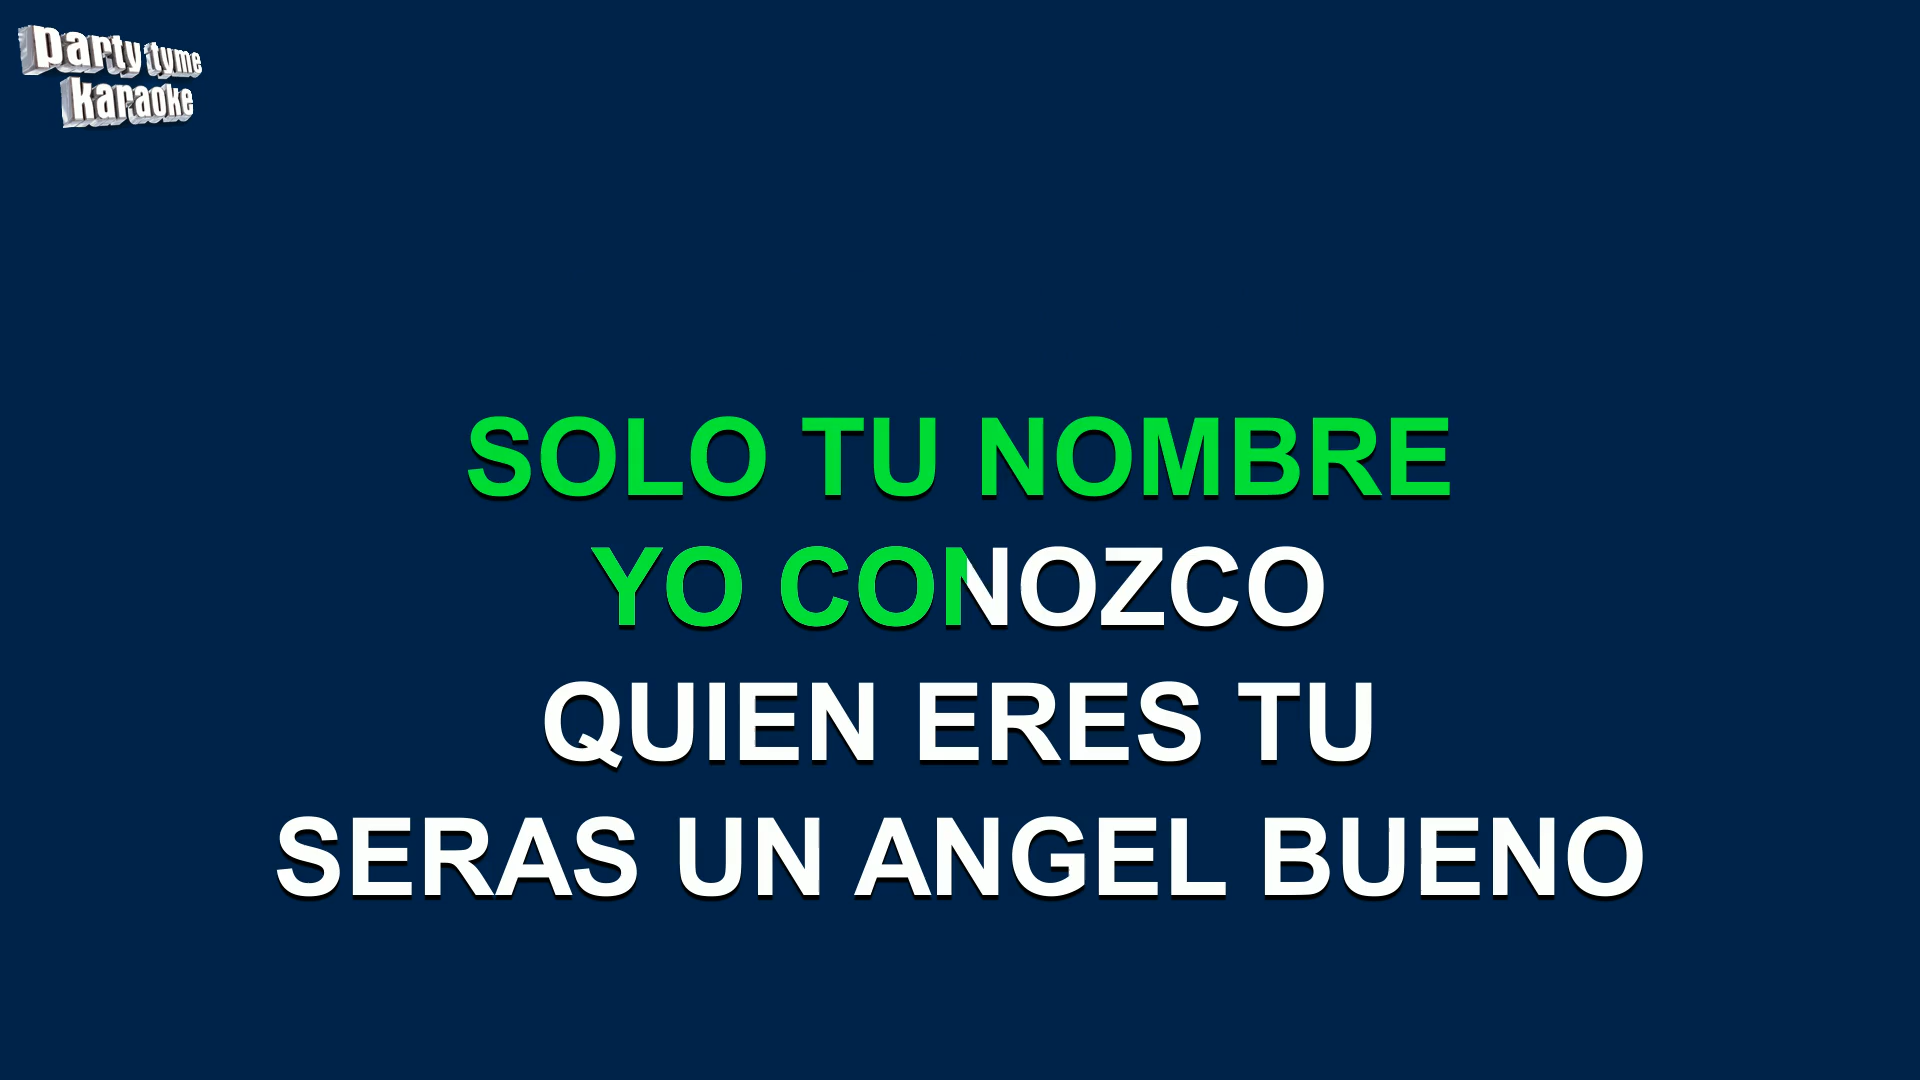 party tyme
karaoke
SOLO TU NOMBRE
YO CONOZCO
QUIEN ERES TU
SERAS UN ANGEL BUENO